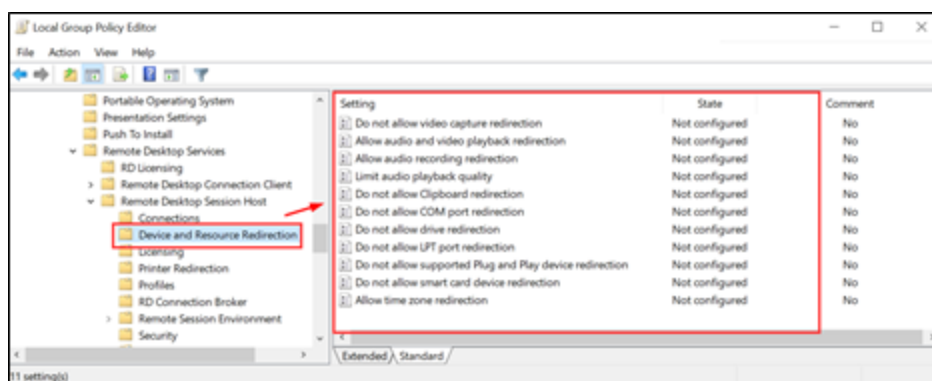 Local Group Policy Editor
File Action View Help
Portable Operating System
Presentation Settings
Push To Install
Remote Desktop Services
RD Licensing
Remote Desktop Connection Client
Remote Desktop Session Host
Connections
Device and Resource Redirection
Licensing
Printer Redirection
Profiles
RD Connection Broker
Remote Session Environment
Security
Setting State Comment
Do not allow video capture redirection Not configured No
Allow audio and video playback redirection Not configured No
Allow audio recording redirection Not configured No
Limit audio playback quality Not configured No
Do not allow Clipboard redirection Not configured No
Do not allow COM port redirection Not configured No
Do not allow drive redirection Not configured No
Do not allow LPT port redirection Not configured No
Do not allow supported Plug and Play device redirection Not configured No
Do not allow smart card device redirection Not configured No
Allow time zone redirection Not configured No
Extended Standard
11 setting(s)